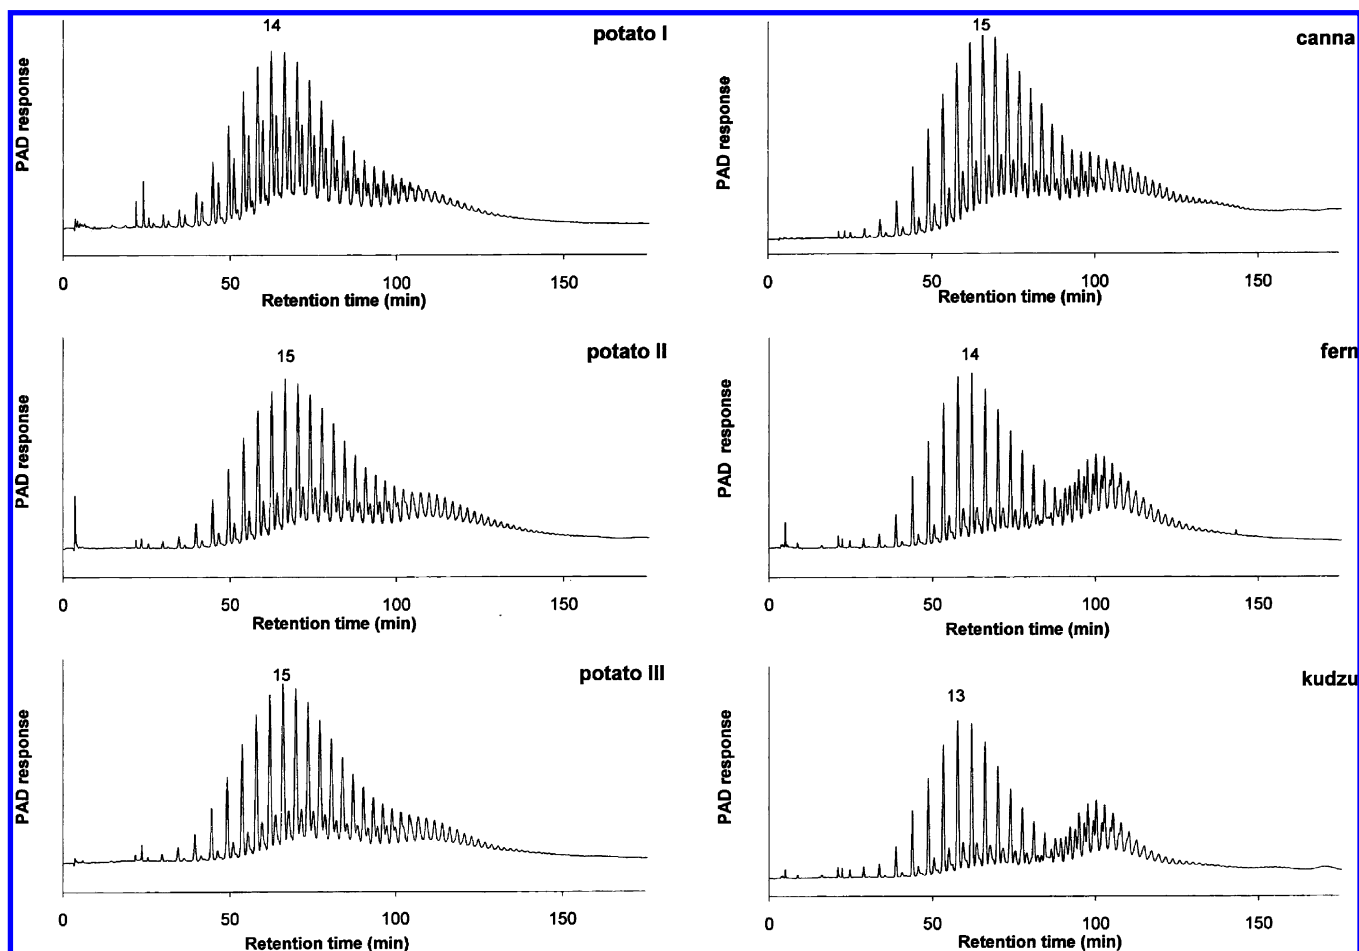 14
potato I
PAD response
0 50 100 150
Retention time (min)
15
canna
PAD response
0 50 100 150
Retention time (min)
15
potato II
PAD response
0 50 100 150
Retention time (min)
14
fern
PAD response
0 50 100 150
Retention time (min)
15
potato III
PAD response
0 50 100 150
Retention time (min)
13
kudzu
PAD response
0 50 100 150
Retention time (min)